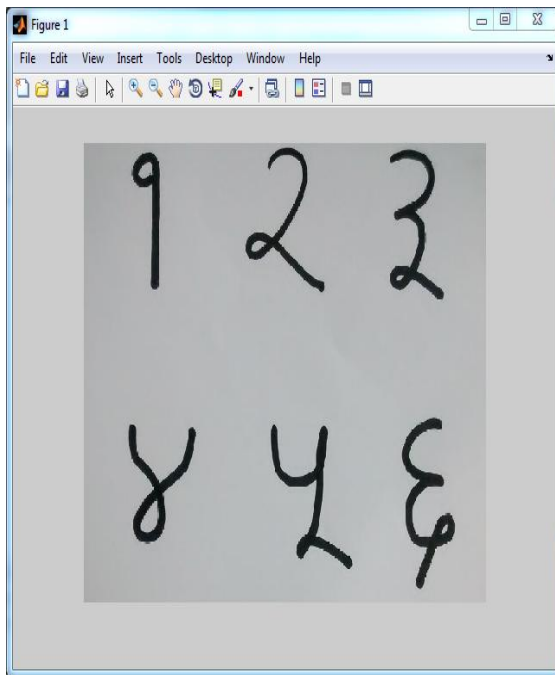 Figure 1
File Edit View Insert Tools Desktop Window Help
१ २ ३
४ ५ ६